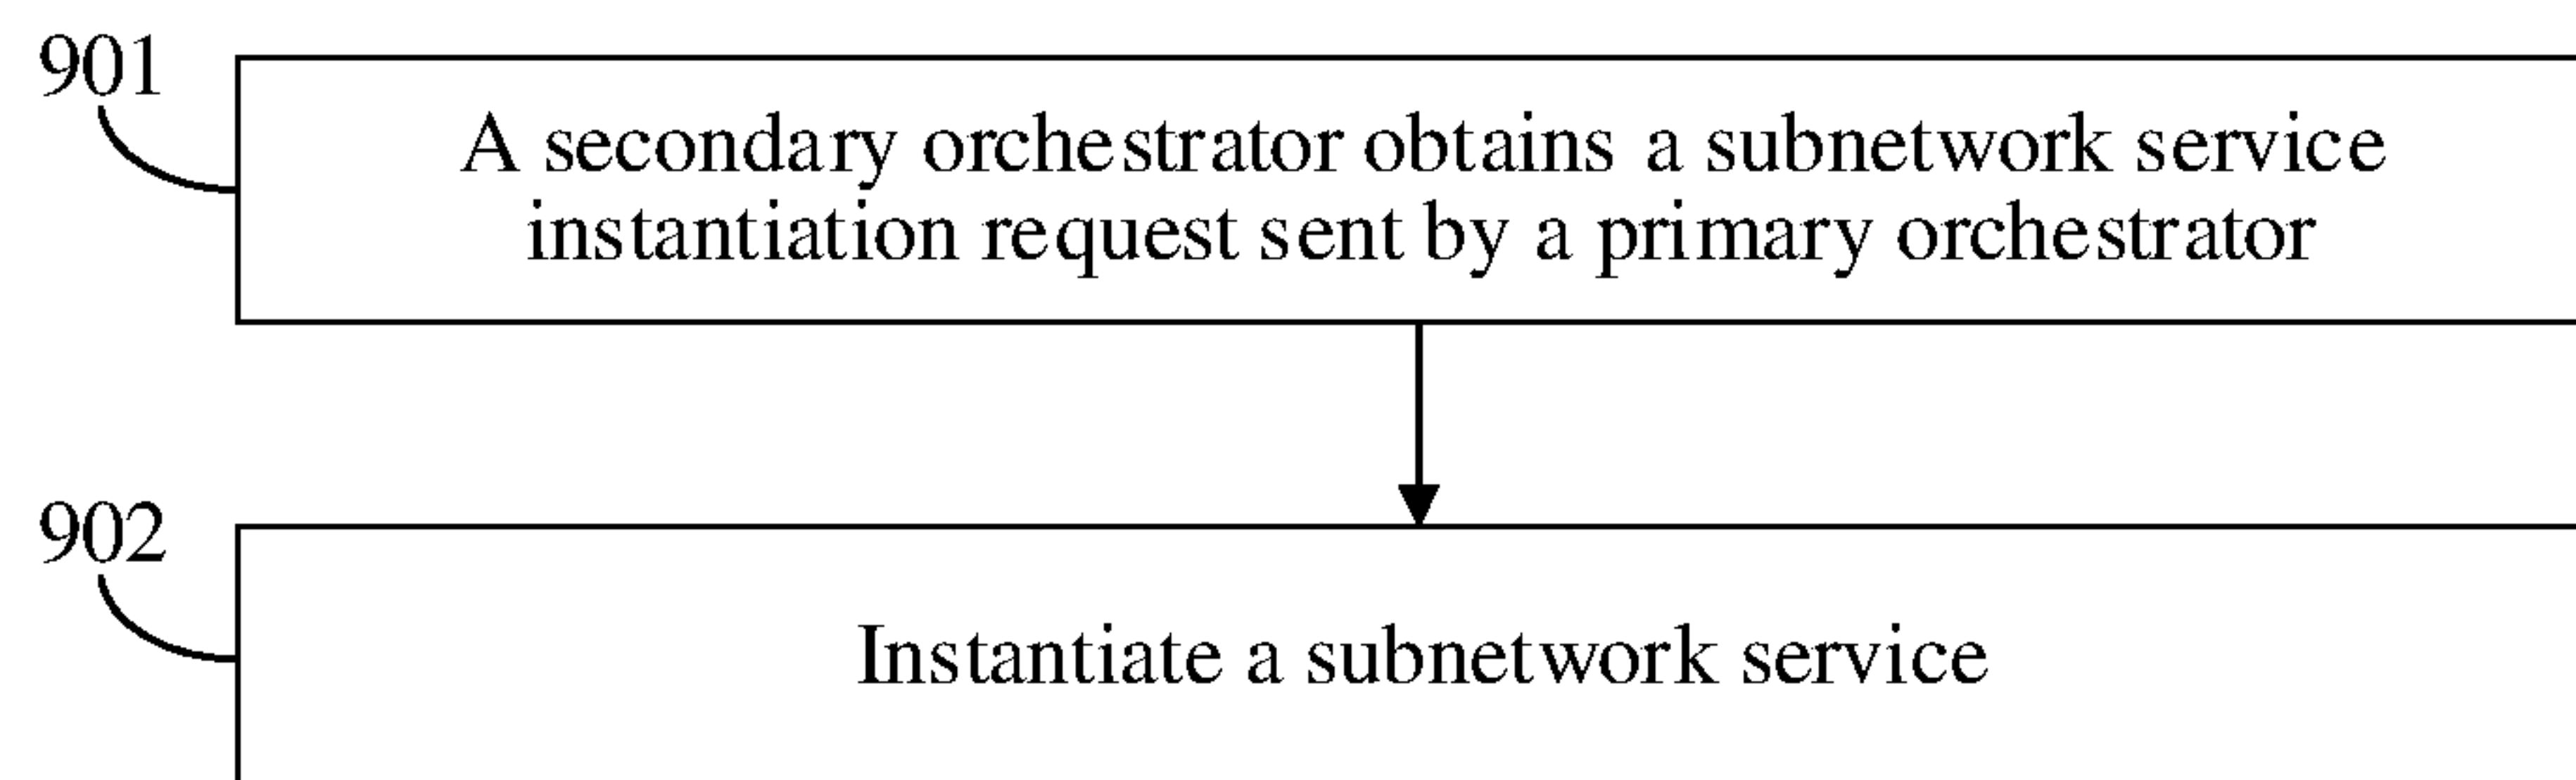 901
A secondary orchestrator obtains a subnetwork service
instantiation request sent by a primary orchestrator
902
Instantiate a subnetwork service